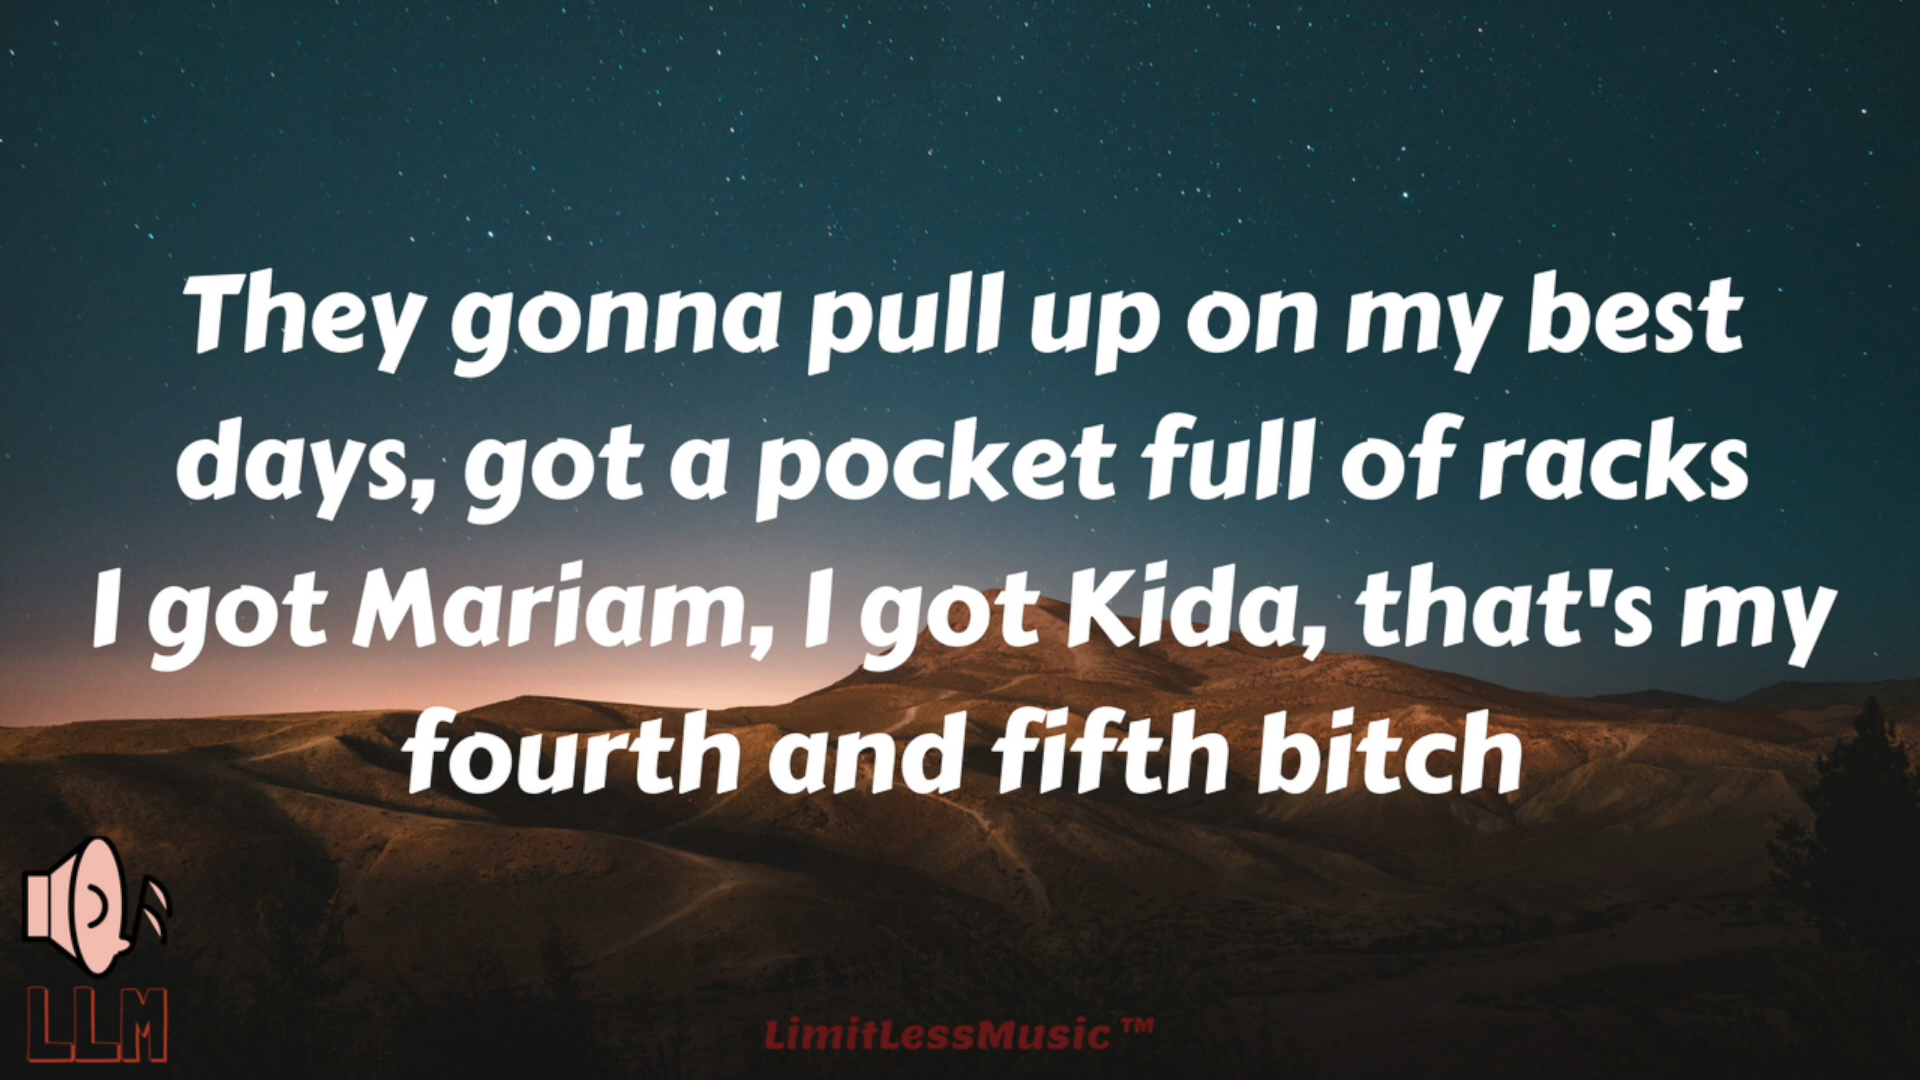 They gonna pull up on my best
days, got a pocket full of racks
I got Mariam, I got Kida, that's my
fourth and fifth bitch
LLM
LimitLessMusic™